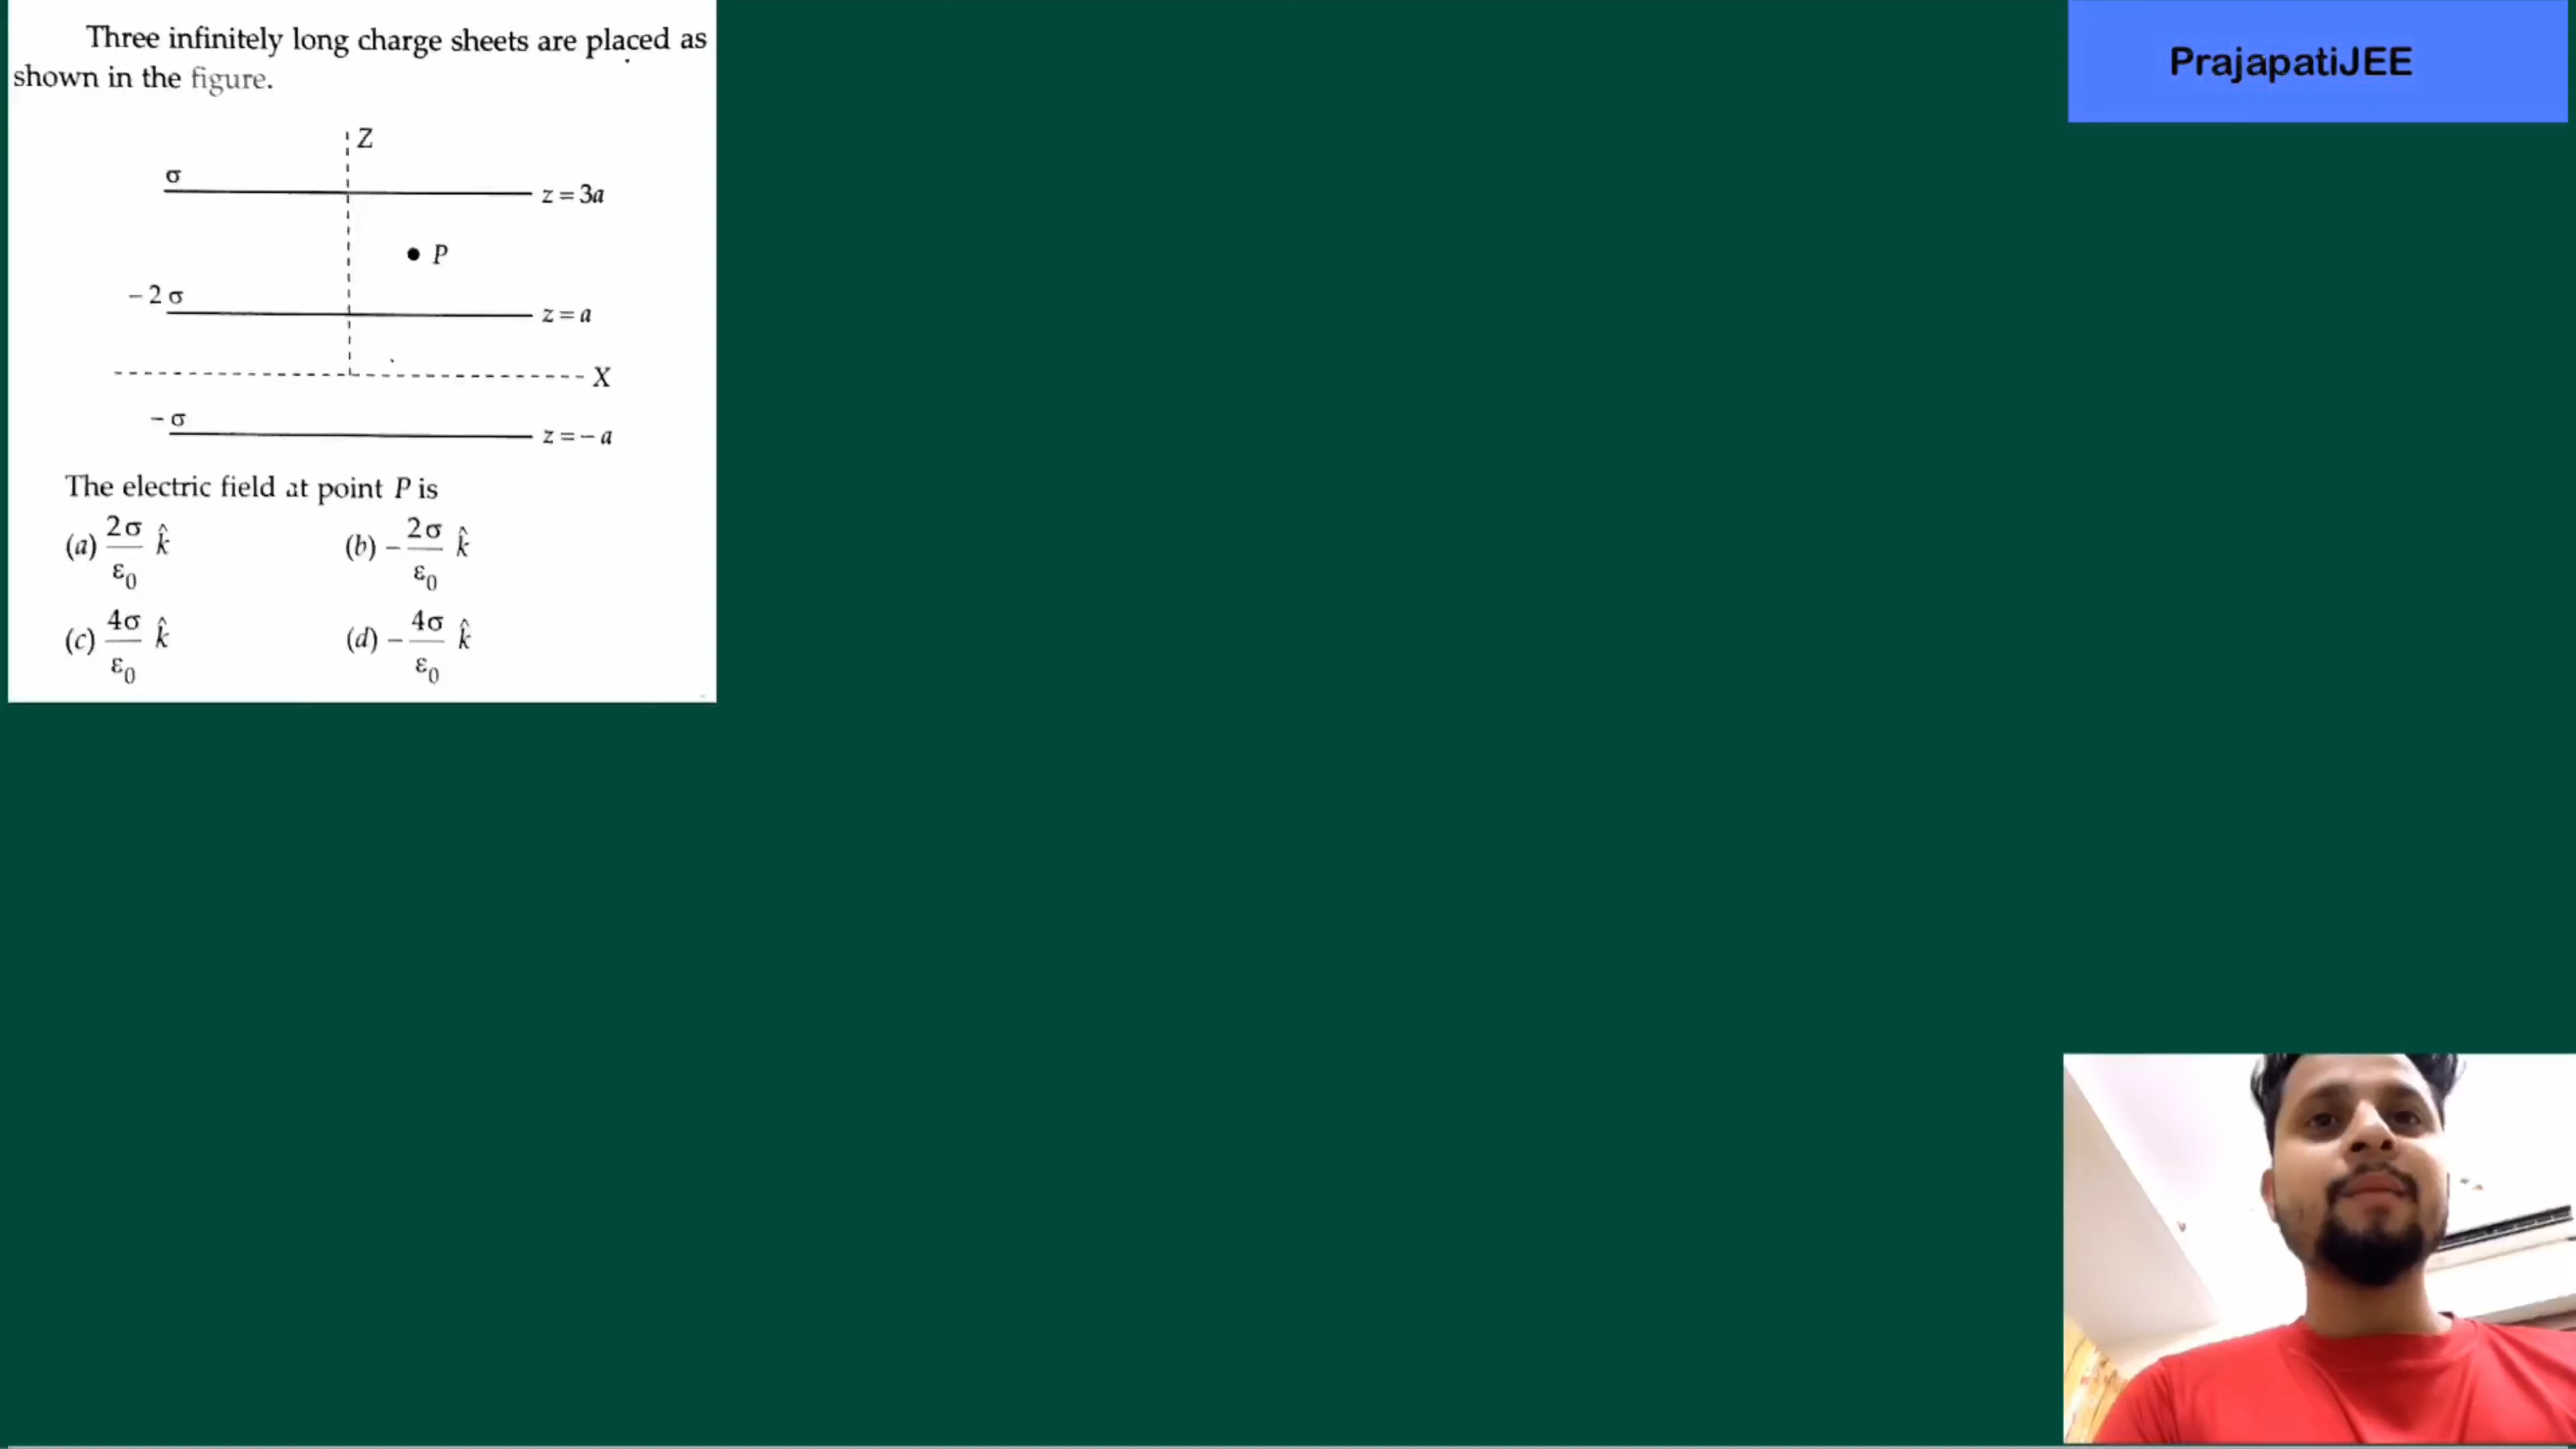 Three infinitely long charge sheets are placed as
shown in the figure.
Z
σ
z = 3a
P
– 2 σ
z = a
X
– σ
z = – a
The electric field at point P is
(a) 2σ/ε₀ k̂
(b) – 2σ/ε₀ k̂
(c) 4σ/ε₀ k̂
(d) – 4σ/ε₀ k̂
PrajapatiJEE